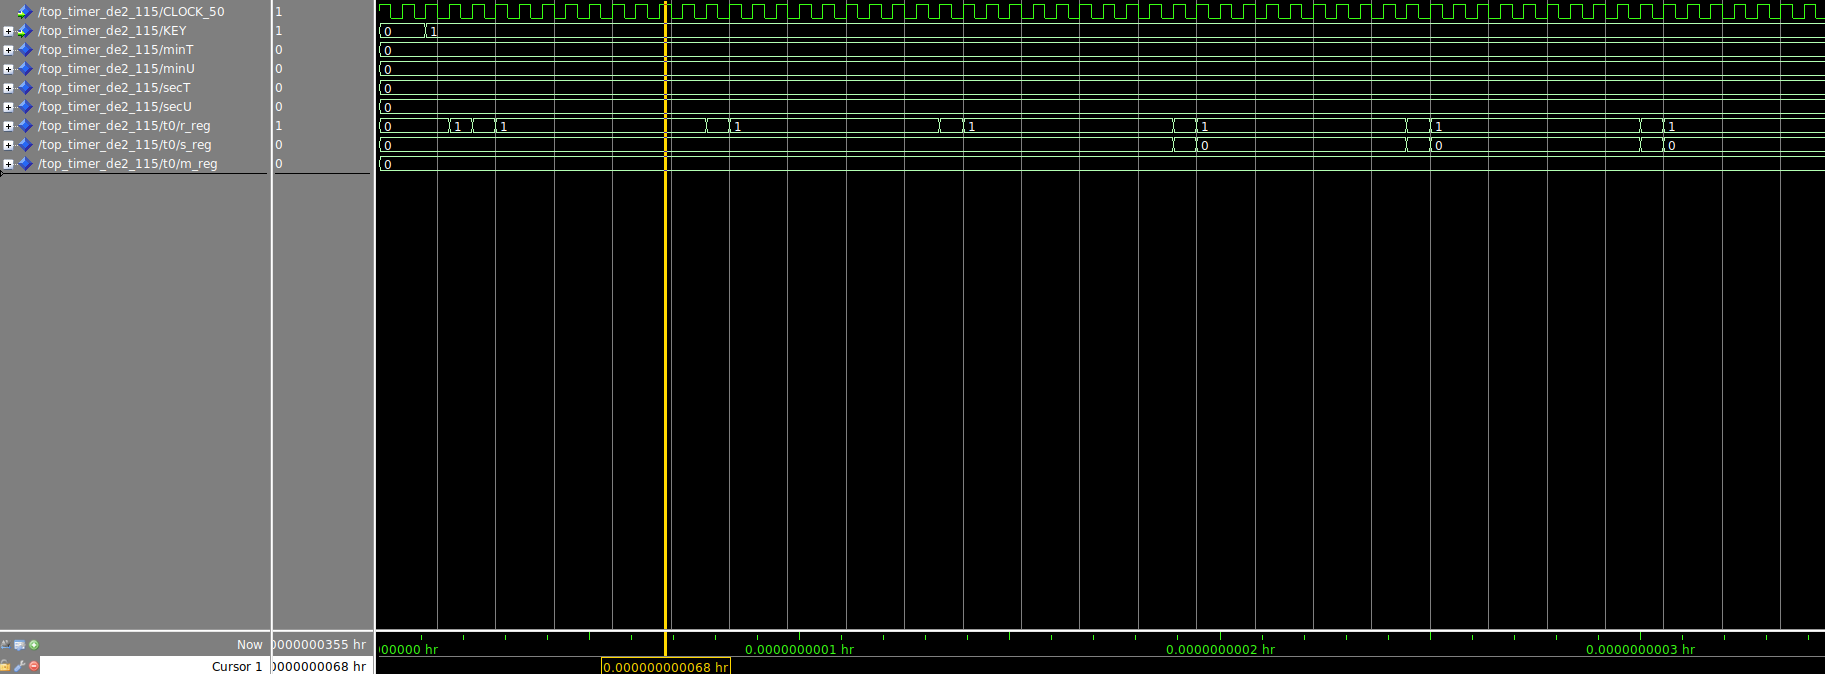 /top_timer_de2_115/CLOCK_50 1
/top_timer_de2_115/KEY 1 0 1
/top_timer_de2_115/minT 0 0
/top_timer_de2_115/minU 0 0
/top_timer_de2_115/secT 0 0
/top_timer_de2_115/secU 0 0
/top_timer_de2_115/t0/r_reg 1 0 1 1 1 1 1 1 1
/top_timer_de2_115/t0/s_reg 0 0 0 0 0
/top_timer_de2_115/t0/m_reg 0 0
Now 0000000355 hr 00000 hr 0.0000000001 hr 0.0000000002 hr 0.0000000003 hr
Cursor 1 0000000068 hr 0.000000000068 hr